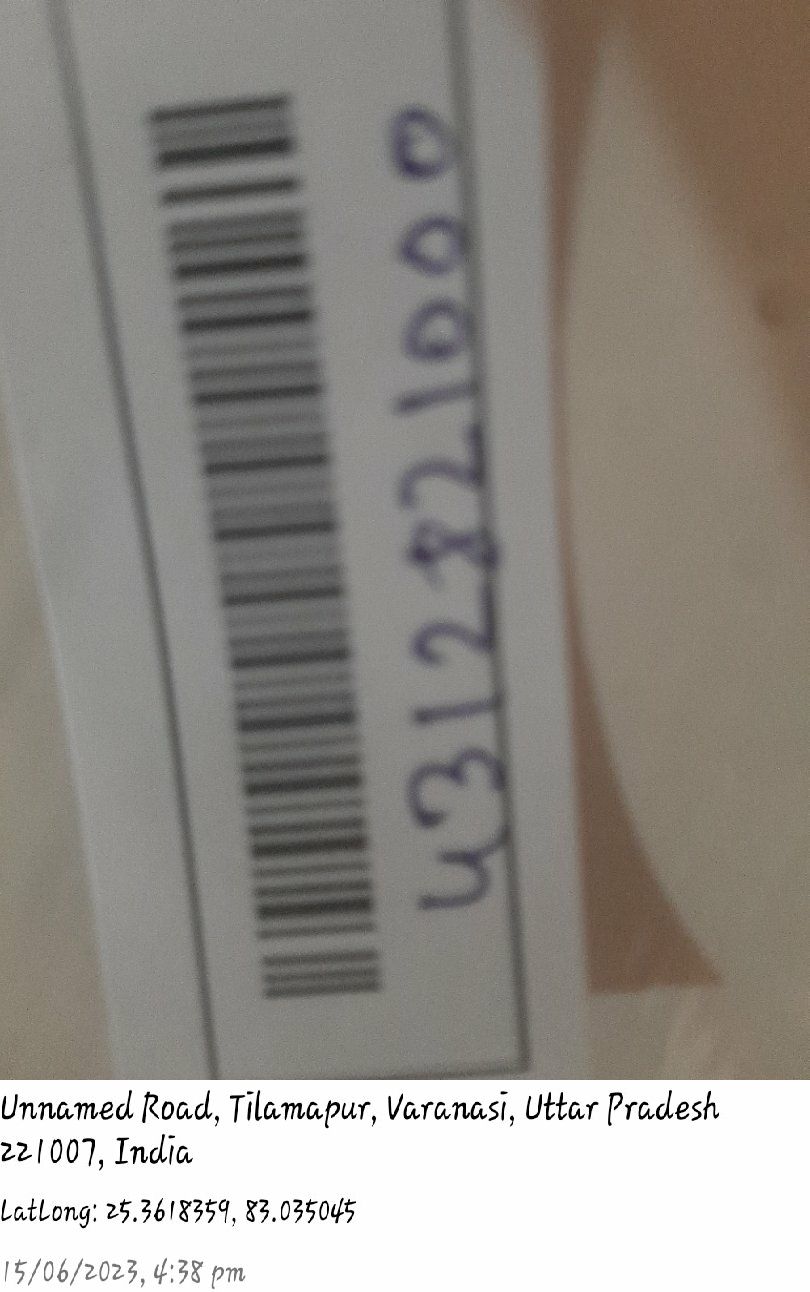 4312821000
Unnamed Road, Tilamapur, Varanasi, Uttar Pradesh
221007, India
LatLong: 25.3618359, 83.035045
15/06/2023, 4:38 pm